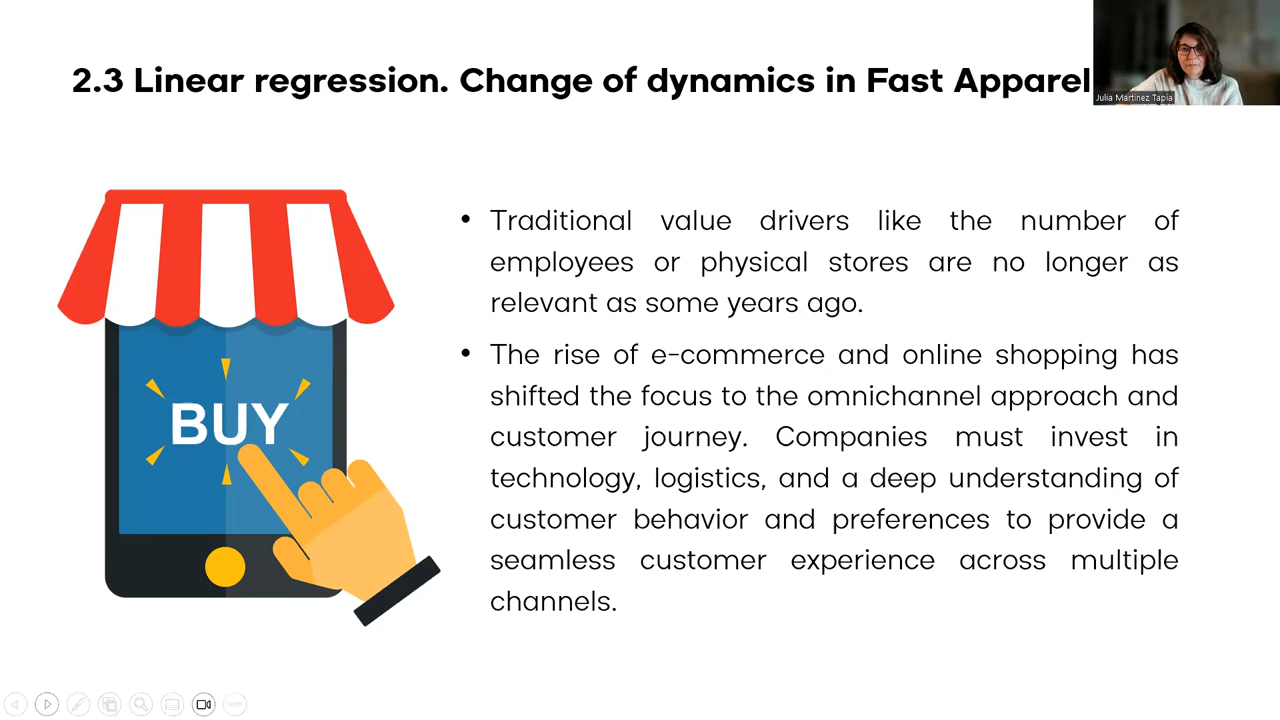 2.3 Linear regression. Change of dynamics in Fast Apparel
Julia Martinez Tapia
• Traditional value drivers like the number of
employees or physical stores are no longer as
relevant as some years ago.
• The rise of e-commerce and online shopping has
shifted the focus to the omnichannel approach and
customer journey. Companies must invest in
technology, logistics, and a deep understanding of
customer behavior and preferences to provide a
seamless customer experience across multiple
channels.
BUY